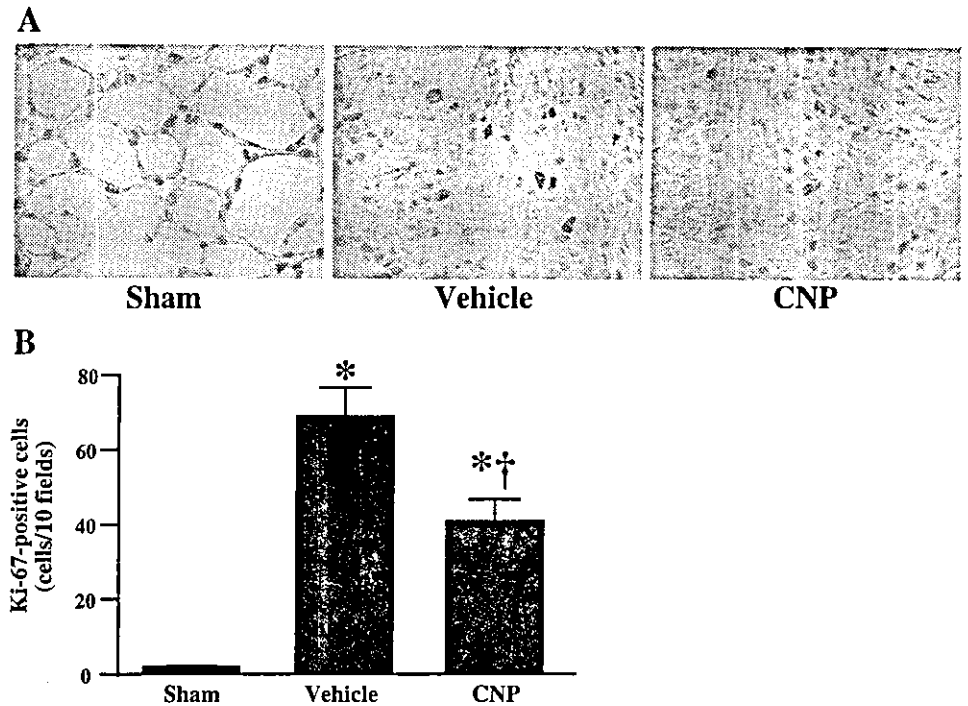 A
Sham
Vehicle
CNP
B
Ki-67-positive cells
(cells/10 fields)
80
60
40
20
0
*
*†
Sham
Vehicle
CNP